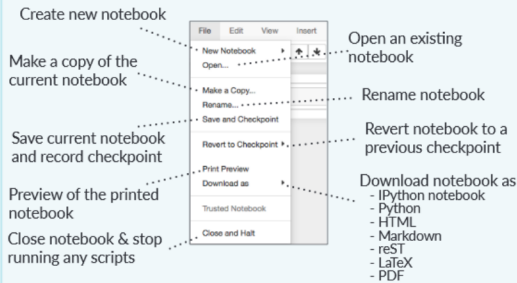 Create new notebook
File Edit View Insert
New Notebook
Open...
Open an existing
notebook
Make a copy of the
current notebook
Make a Copy...
Rename...
Rename notebook
Save and Checkpoint
Save current notebook
and record checkpoint
Revert to Checkpoint
Revert notebook to a
previous checkpoint
Print Preview
Preview of the printed
notebook
Download as
Download notebook as
- IPython notebook
- Python
- HTML
- Markdown
- reST
- LaTeX
- PDF
Trusted Notebook
Close and Halt
Close notebook & stop
running any scripts